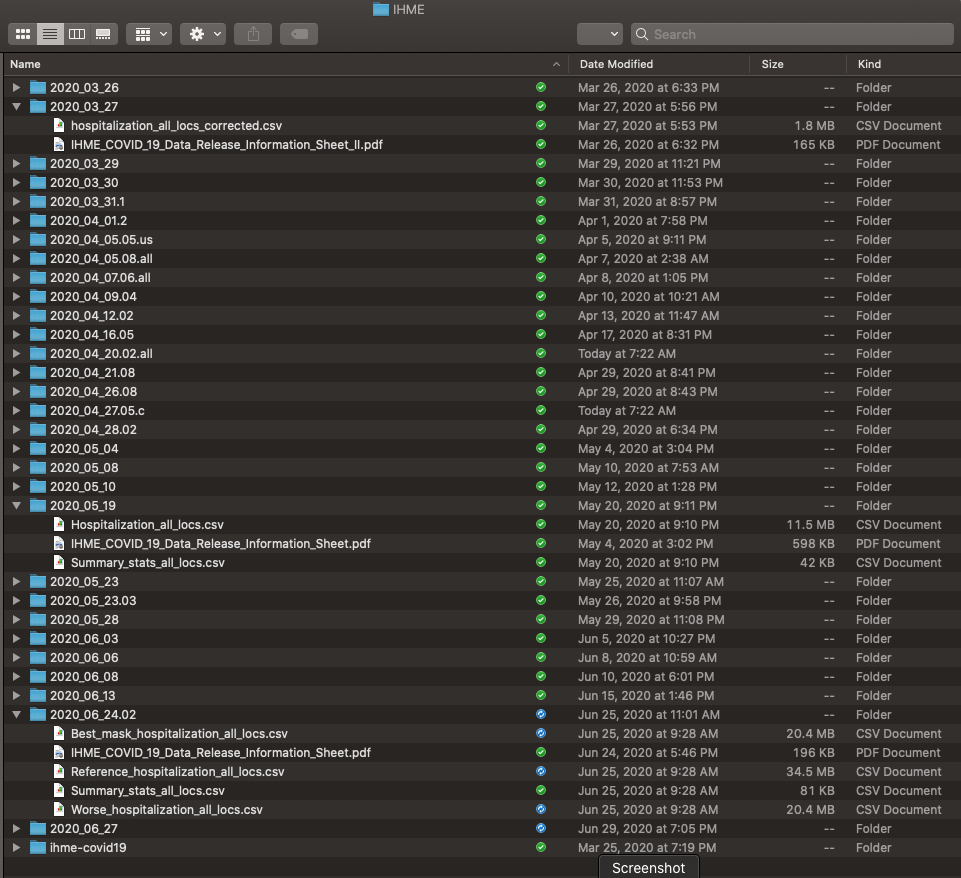 IHME
Search
Name Date Modified Size Kind
2020_03_26 Mar 26, 2020 at 6:33 PM -- Folder
2020_03_27 Mar 27, 2020 at 5:56 PM -- Folder
hospitalization_all_locs_corrected.csv Mar 27, 2020 at 5:53 PM 1.8 MB CSV Document
IHME_COVID_19_Data_Release_Information_Sheet_II.pdf Mar 26, 2020 at 6:32 PM 165 KB PDF Document
2020_03_29 Mar 29, 2020 at 11:21 PM -- Folder
2020_03_30 Mar 30, 2020 at 11:53 PM -- Folder
2020_03_31.1 Mar 31, 2020 at 8:57 PM -- Folder
2020_04_01.2 Apr 1, 2020 at 7:58 PM -- Folder
2020_04_05.05.us Apr 5, 2020 at 9:11 PM -- Folder
2020_04_05.08.all Apr 7, 2020 at 2:38 AM -- Folder
2020_04_07.06.all Apr 8, 2020 at 1:05 PM -- Folder
2020_04_09.04 Apr 10, 2020 at 10:21 AM -- Folder
2020_04_12.02 Apr 13, 2020 at 11:47 AM -- Folder
2020_04_16.05 Apr 17, 2020 at 8:31 PM -- Folder
2020_04_20.02.all Today at 7:22 AM -- Folder
2020_04_21.08 Apr 29, 2020 at 8:41 PM -- Folder
2020_04_26.08 Apr 29, 2020 at 8:43 PM -- Folder
2020_04_27.05.c Today at 7:22 AM -- Folder
2020_04_28.02 Apr 29, 2020 at 6:34 PM -- Folder
2020_05_04 May 4, 2020 at 3:04 PM -- Folder
2020_05_08 May 10, 2020 at 7:53 AM -- Folder
2020_05_10 May 12, 2020 at 1:28 PM -- Folder
2020_05_19 May 20, 2020 at 9:11 PM -- Folder
Hospitalization_all_locs.csv May 20, 2020 at 9:10 PM 11.5 MB CSV Document
IHME_COVID_19_Data_Release_Information_Sheet.pdf May 4, 2020 at 3:02 PM 598 KB PDF Document
Summary_stats_all_locs.csv May 20, 2020 at 9:10 PM 42 KB CSV Document
2020_05_23 May 25, 2020 at 11:07 AM -- Folder
2020_05_23.03 May 26, 2020 at 9:58 PM -- Folder
2020_05_28 May 29, 2020 at 11:08 PM -- Folder
2020_06_03 Jun 5, 2020 at 10:27 PM -- Folder
2020_06_06 Jun 8, 2020 at 10:59 AM -- Folder
2020_06_08 Jun 10, 2020 at 6:01 PM -- Folder
2020_06_13 Jun 15, 2020 at 1:46 PM -- Folder
2020_06_24.02 Jun 25, 2020 at 11:01 AM -- Folder
Best_mask_hospitalization_all_locs.csv Jun 25, 2020 at 9:28 AM 20.4 MB CSV Document
IHME_COVID_19_Data_Release_Information_Sheet.pdf Jun 24, 2020 at 5:46 PM 196 KB PDF Document
Reference_hospitalization_all_locs.csv Jun 25, 2020 at 9:28 AM 34.5 MB CSV Document
Summary_stats_all_locs.csv Jun 25, 2020 at 9:28 AM 81 KB CSV Document
Worse_hospitalization_all_locs.csv Jun 25, 2020 at 9:28 AM 20.4 MB CSV Document
2020_06_27 Jun 29, 2020 at 7:05 PM -- Folder
ihme-covid19 Mar 25, 2020 at 7:19 PM -- Folder
Screenshot